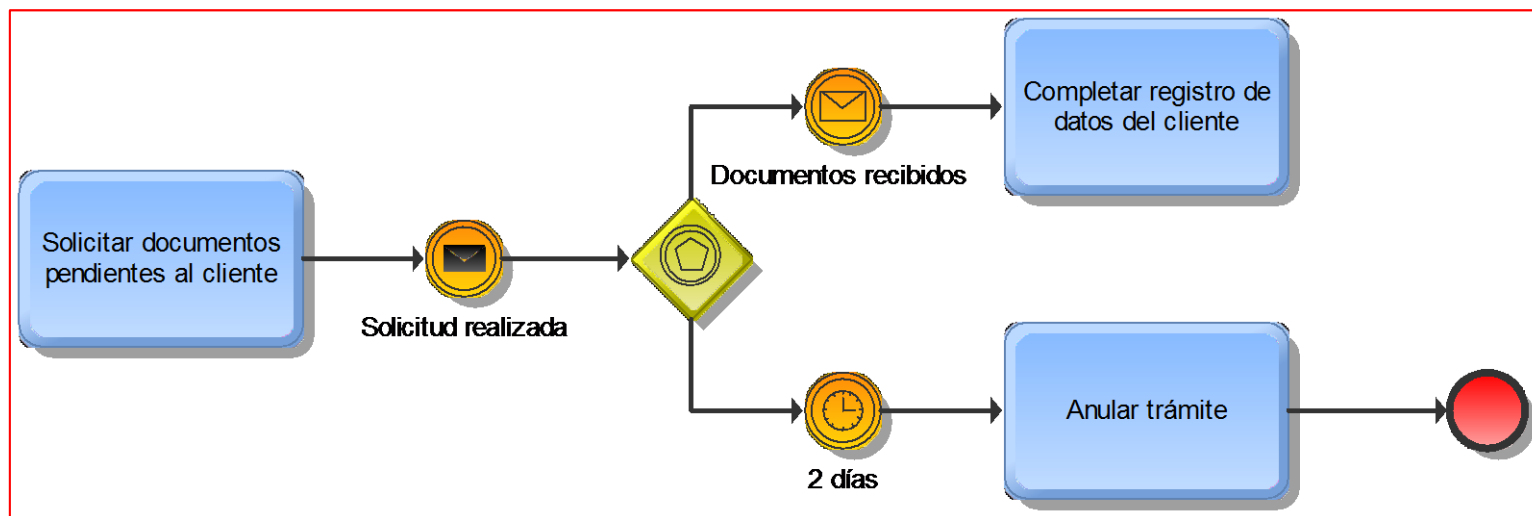 Solicitar documentos
pendientes al cliente
Solicitud realizada
Documentos recibidos
Completar registro de
datos del cliente
2 días
Anular trámite